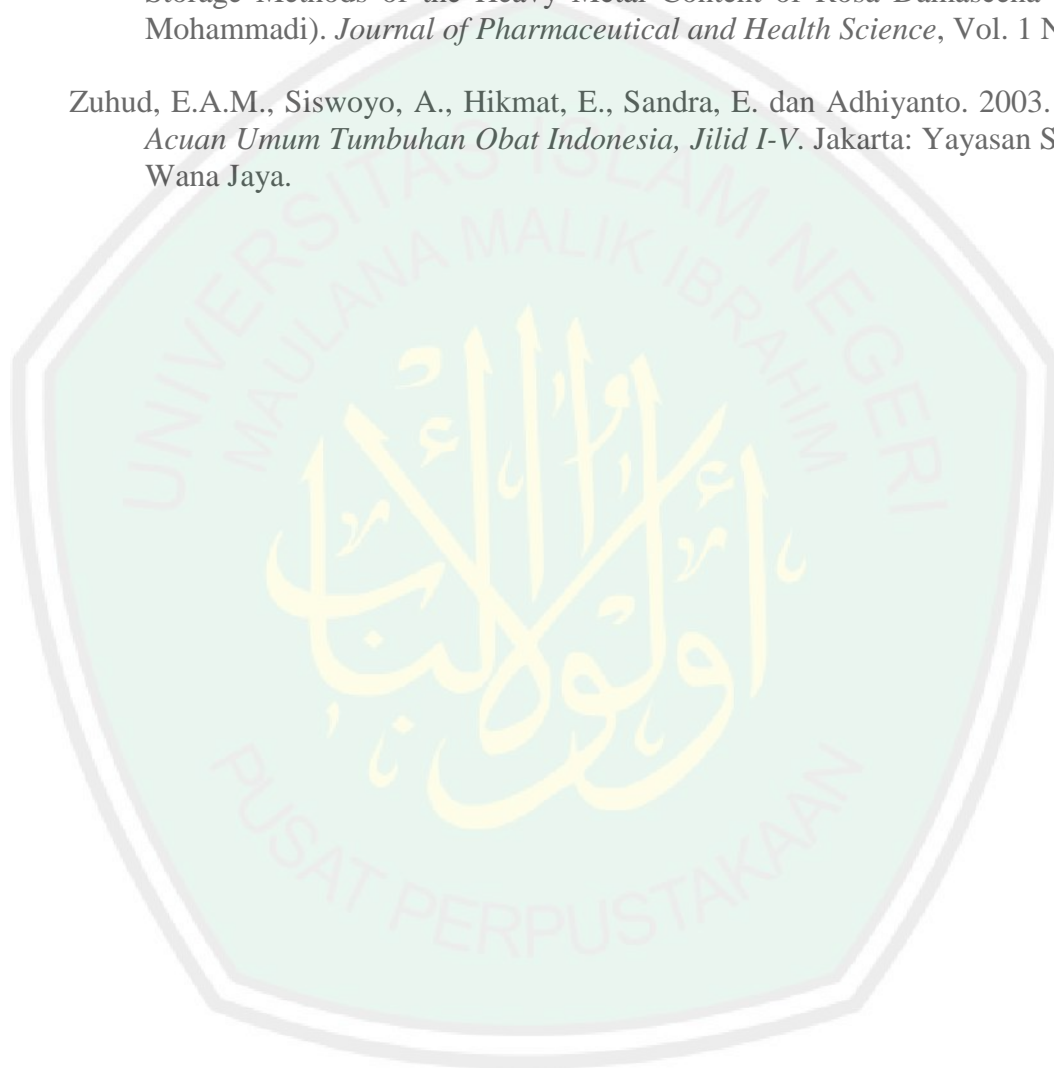 Storage Methods of the Heavy Metal Content of Rosa Damascena
Mohammadi). Journal of Pharmaceutical and Health Science, Vol. 1
Zuhud, E.A.M., Siswoyo, A., Hikmat, E., Sandra, E. dan Adhiyanto. 2003.
Acuan Umum Tumbuhan Obat Indonesia, Jilid I-V. Jakarta: Yayasan
Wana Jaya.
UNIVERSITAS ISLAM NEGERI
MAULANA MALIK IBRAHIM
أولو الألباب
PUSAT PERPUSTAKAAN